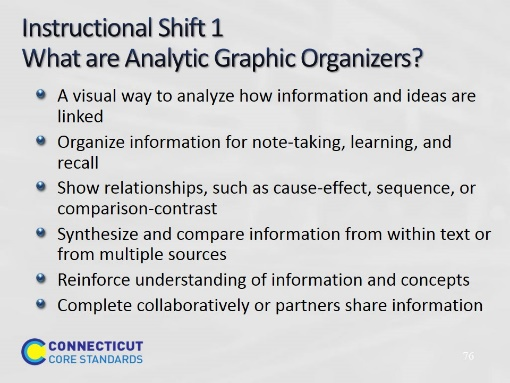 Instructional Shift 1
What are Analytic Graphic Organizers?
A visual way to analyze how information and ideas are
linked
Organize information for note-taking, learning, and
recall
Show relationships, such as cause-effect, sequence, or
comparison-contrast
Synthesize and compare information from within text or
from multiple sources
Reinforce understanding of information and concepts
Complete collaboratively or partners share information
CONNECTICUT
CORE STANDARDS
76